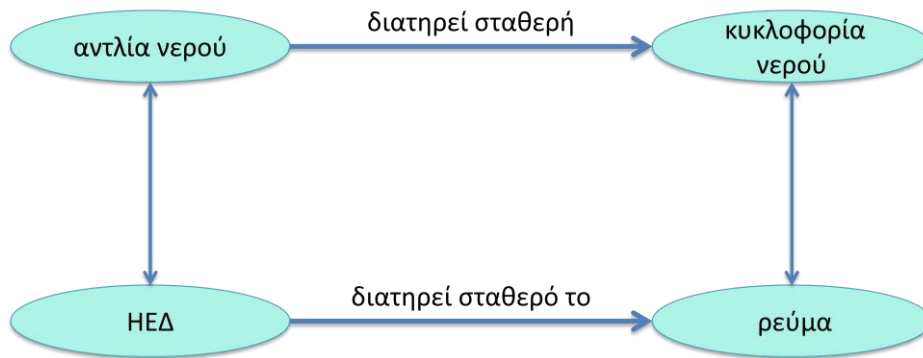 αντλία νερού
διατηρεί σταθερή
κυκλοφορία
νερού
ΗΕΔ
διατηρεί σταθερό το
ρεύμα